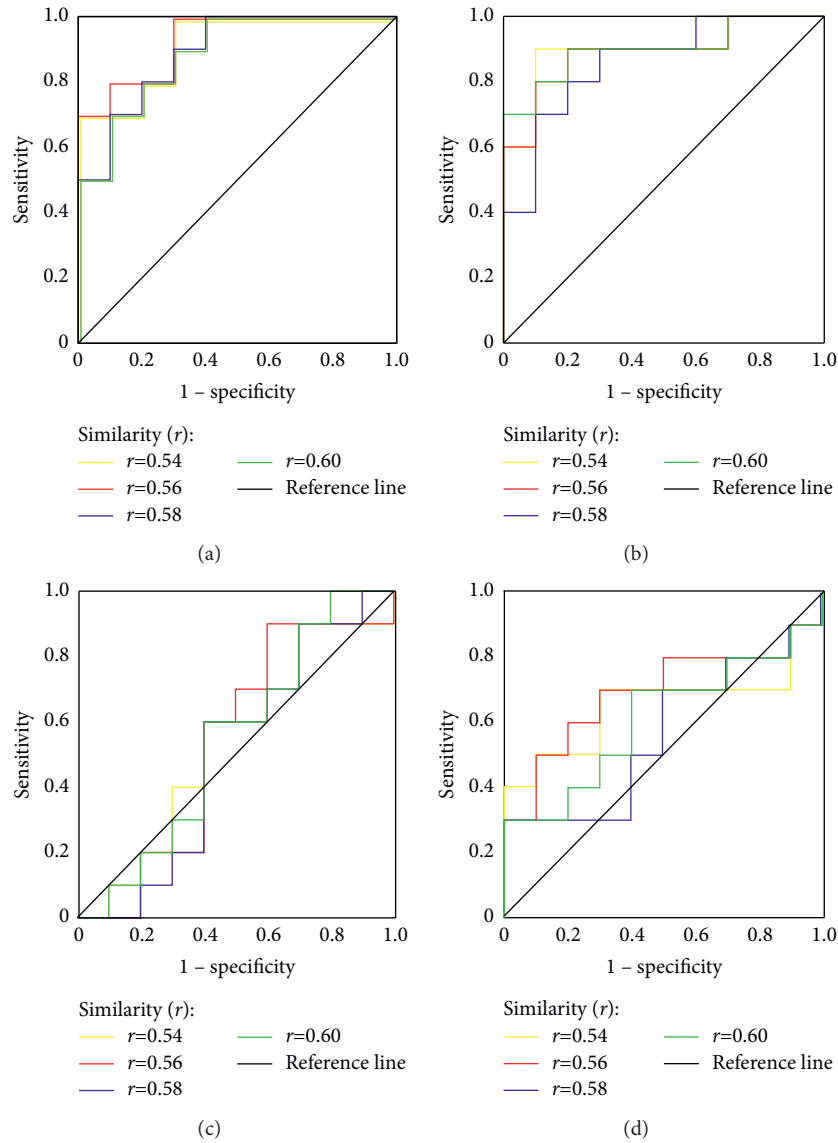 1.0
0.8
0.6
0.4
0.2
0
Sensitivity
0 0.2 0.4 0.6 0.8 1.0
1 – specificity
Similarity (r):
r=0.54
r=0.56
r=0.58
r=0.60
Reference line
(a)
1.0
0.8
0.6
0.4
0.2
0
Sensitivity
0 0.2 0.4 0.6 0.8 1.0
1 – specificity
Similarity (r):
r=0.54
r=0.56
r=0.58
r=0.60
Reference line
(b)
1.0
0.8
0.6
0.4
0.2
0
Sensitivity
0 0.2 0.4 0.6 0.8 1.0
1 – specificity
Similarity (r):
r=0.54
r=0.56
r=0.58
r=0.60
Reference line
(c)
1.0
0.8
0.6
0.4
0.2
0
Sensitivity
0 0.2 0.4 0.6 0.8 1.0
1 – specificity
Similarity (r):
r=0.54
r=0.56
r=0.58
r=0.60
Reference line
(d)